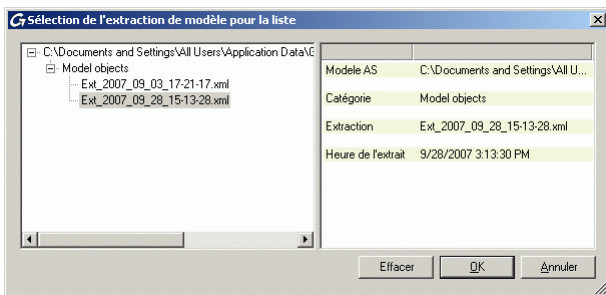 Sélection de l'extraction de modèle pour la liste
C:\Documents and Settings\All Users\Application Data\G
Model objects
Ext_2007_09_03_17-21-17.xml
Ext_2007_09_28_15-13-28.xml
Modele AS C:\Documents and Settings\All U...
Catégorie Model objects
Extraction Ext_2007_09_28_15-13-28.xml
Heure de l'extrait 9/28/2007 3:13:30 PM
Effacer OK Annuler